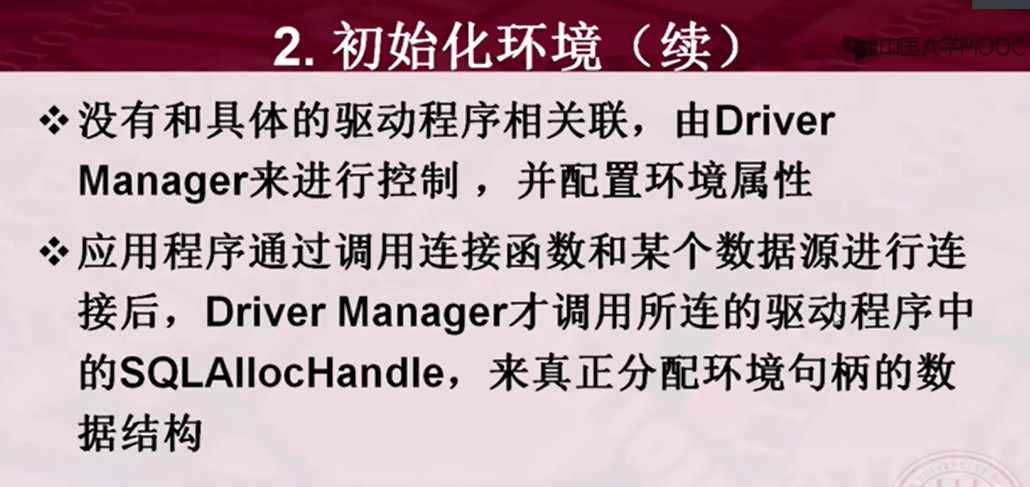 2. 初始化环境（续）
中国大学MOOC
❖没有和具体的驱动程序相关联，由Driver
Manager来进行控制 ，并配置环境属性
❖应用程序通过调用连接函数和某个数据源进行连
接后，Driver Manager才调用所连的驱动程序中
的SQLAllocHandle，来真正分配环境句柄的数
据结构